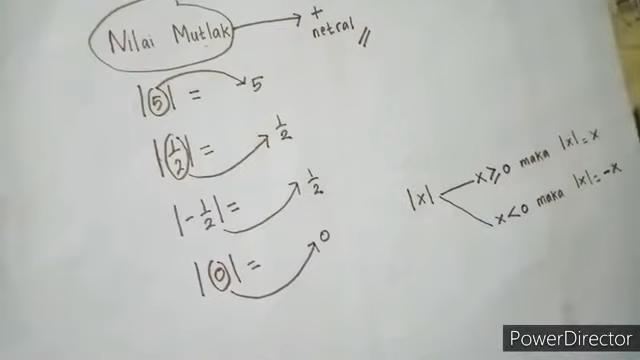 Nilai Mutlak → +
netral //
|5| = 5
|1/2| = 1/2
|-1/2| = 1/2
|0| = 0
|x|
x ≥ 0 maka |x| = x
x < 0 maka |x| = -x
PowerDirector